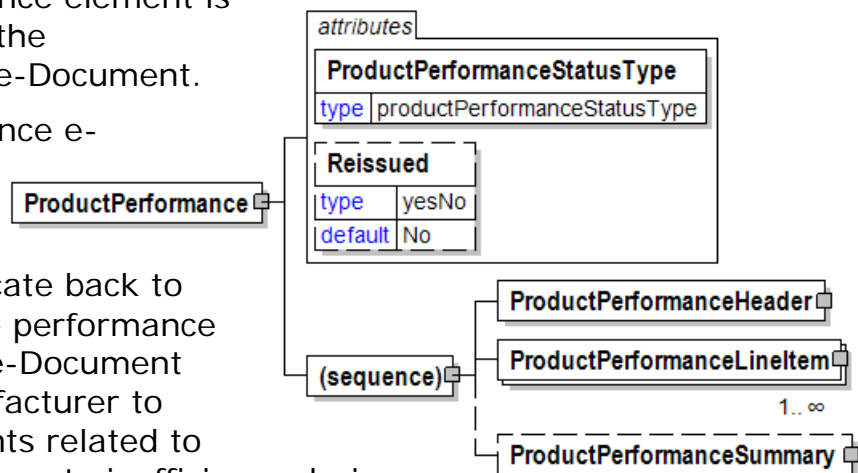 nce element is
the
e-Document.
nce e-
cate back to
performance
e-Document
facturer to
nts related to
attributes
ProductPerformanceStatusType
type productPerformanceStatusType
Reissued
type yesNo
default No
ProductPerformance
(sequence)
ProductPerformanceHeader
ProductPerformanceLineItem
1.. ∞
ProductPerformanceSummary